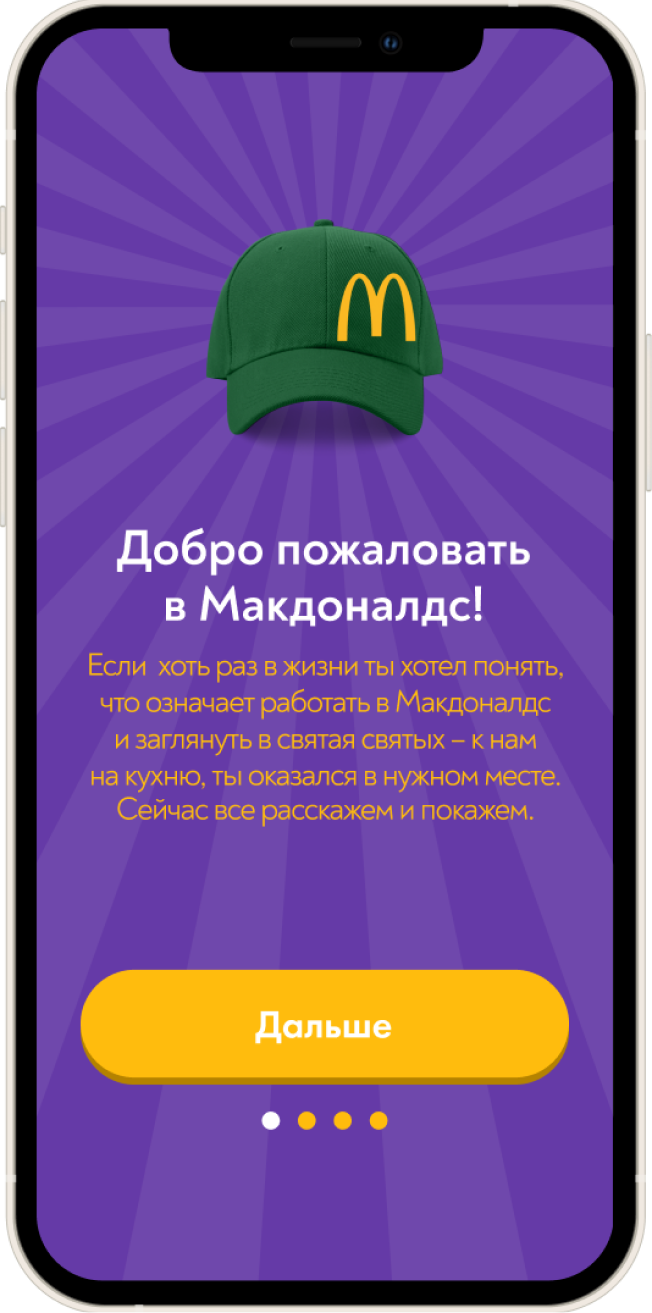 Добро пожаловать
в Макдоналдс!
Если хоть раз в жизни ты хотел понять,
что означает работать в Макдоналдс
и заглянуть в святая святых – к нам
на кухню, ты оказался в нужном месте.
Сейчас все расскажем и покажем.
Дальше